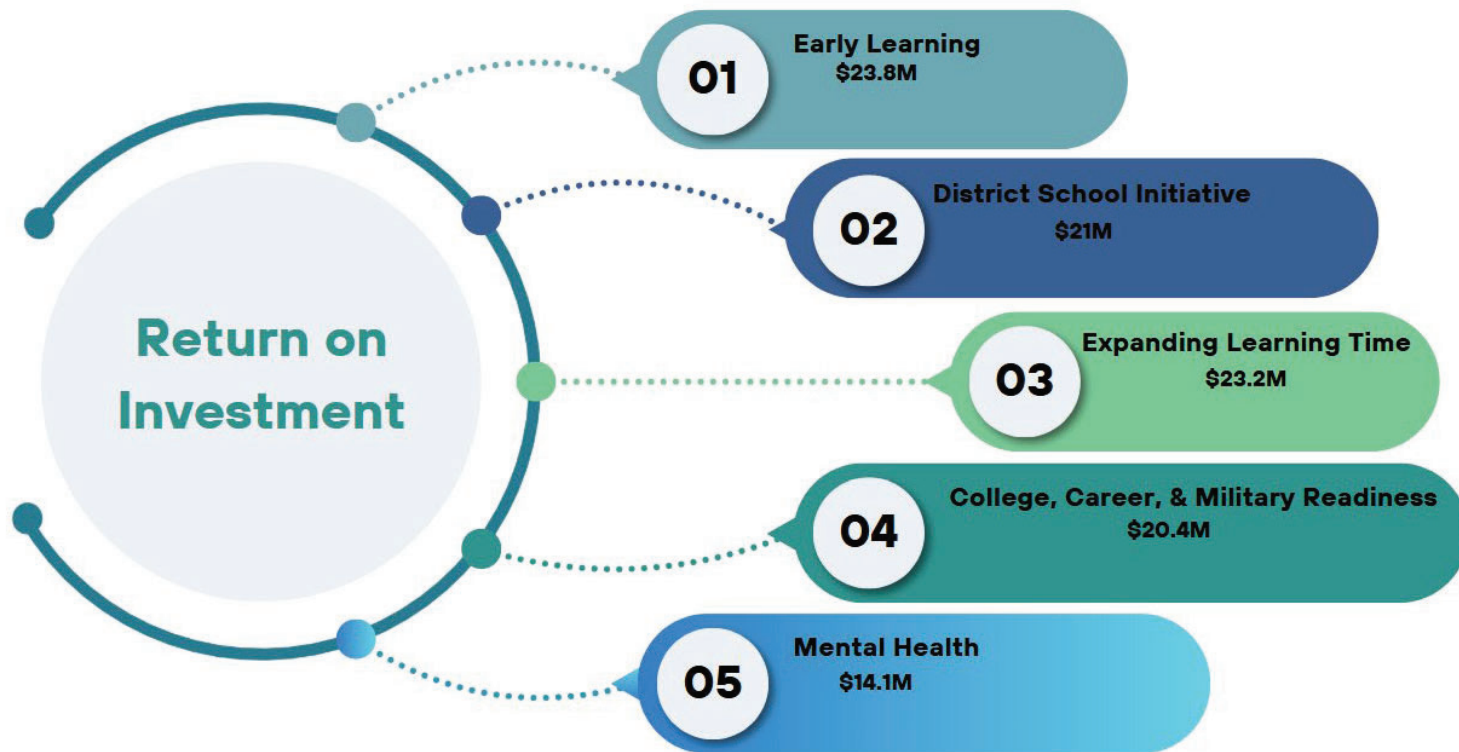 Return on
Investment
01
Early Learning
$23.8M
02
District School Initiative
$21M
03
Expanding Learning Time
$23.2M
04
College, Career, & Military Readiness
$20.4M
05
Mental Health
$14.1M